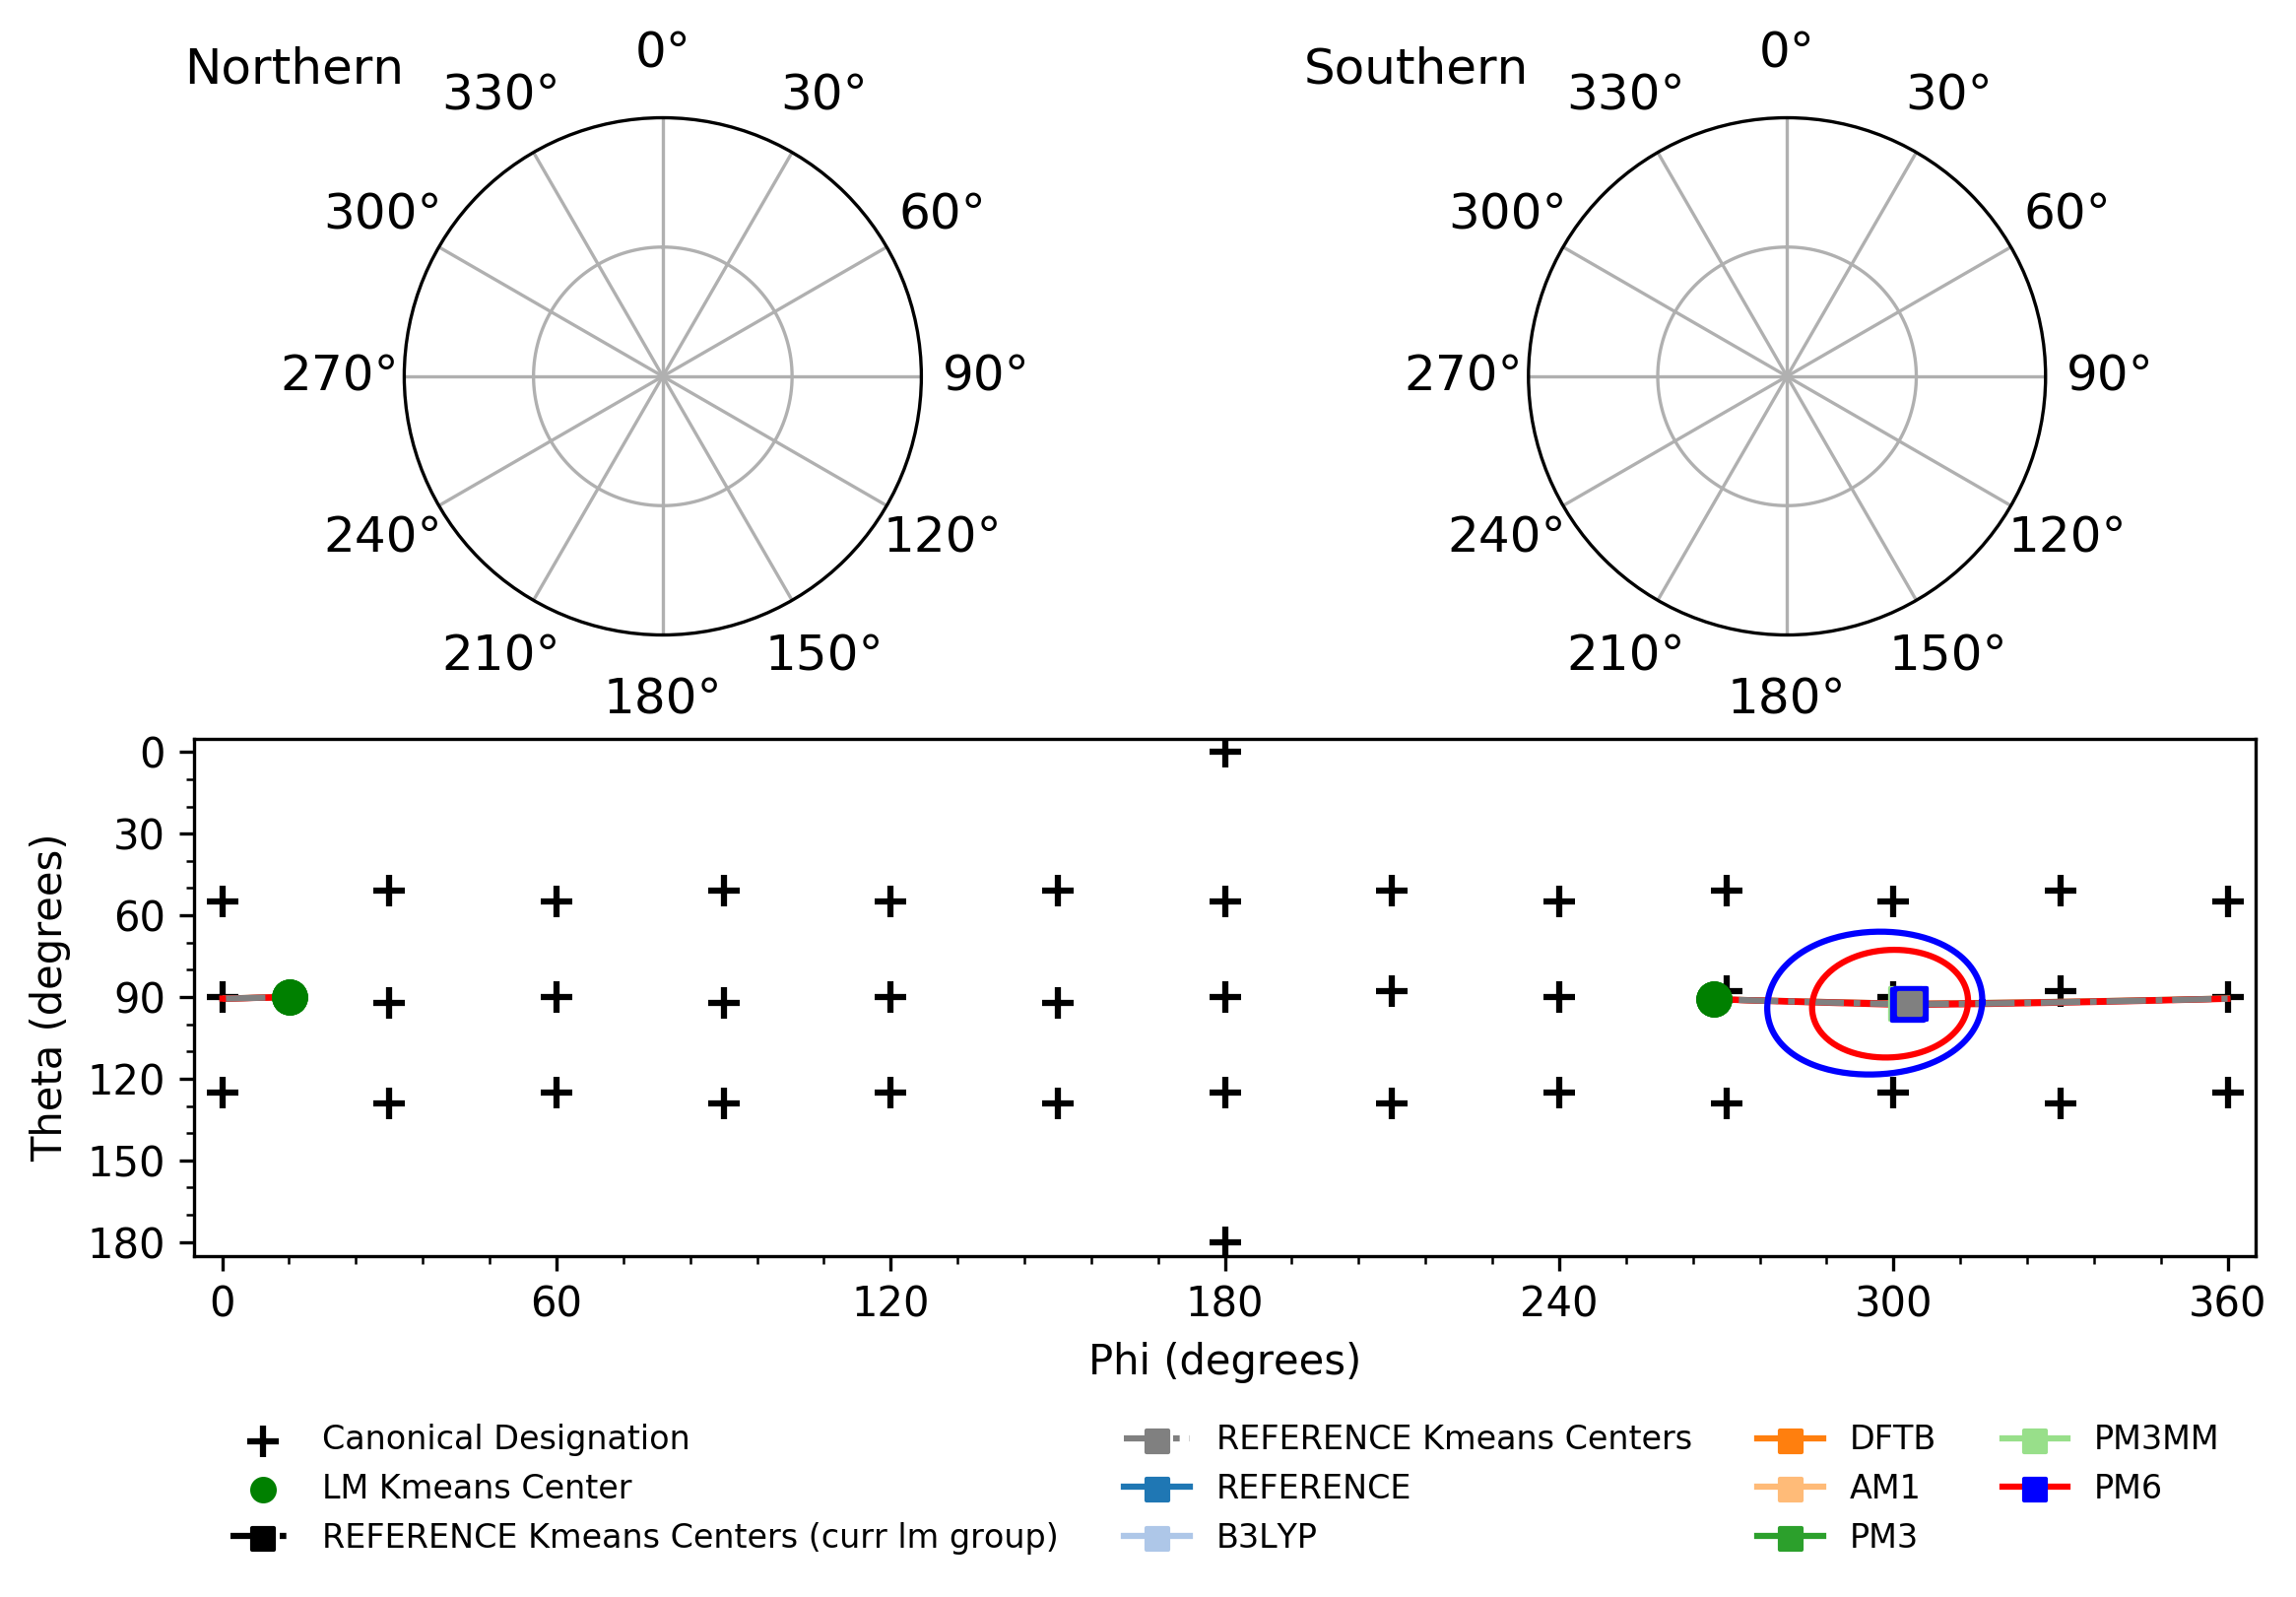 Northern
0°
30°
60°
90°
120°
150°
180°
210°
240°
270°
300°
330°
Southern
0°
30°
60°
90°
120°
150°
180°
210°
240°
270°
300°
330°
Theta (degrees)
0
30
60
90
120
150
180
0
60
120
180
240
300
360
Phi (degrees)
Canonical Designation
LM Kmeans Center
REFERENCE Kmeans Centers (curr lm group)
REFERENCE Kmeans Centers
REFERENCE
B3LYP
DFTB
AM1
PM3
PM3MM
PM6